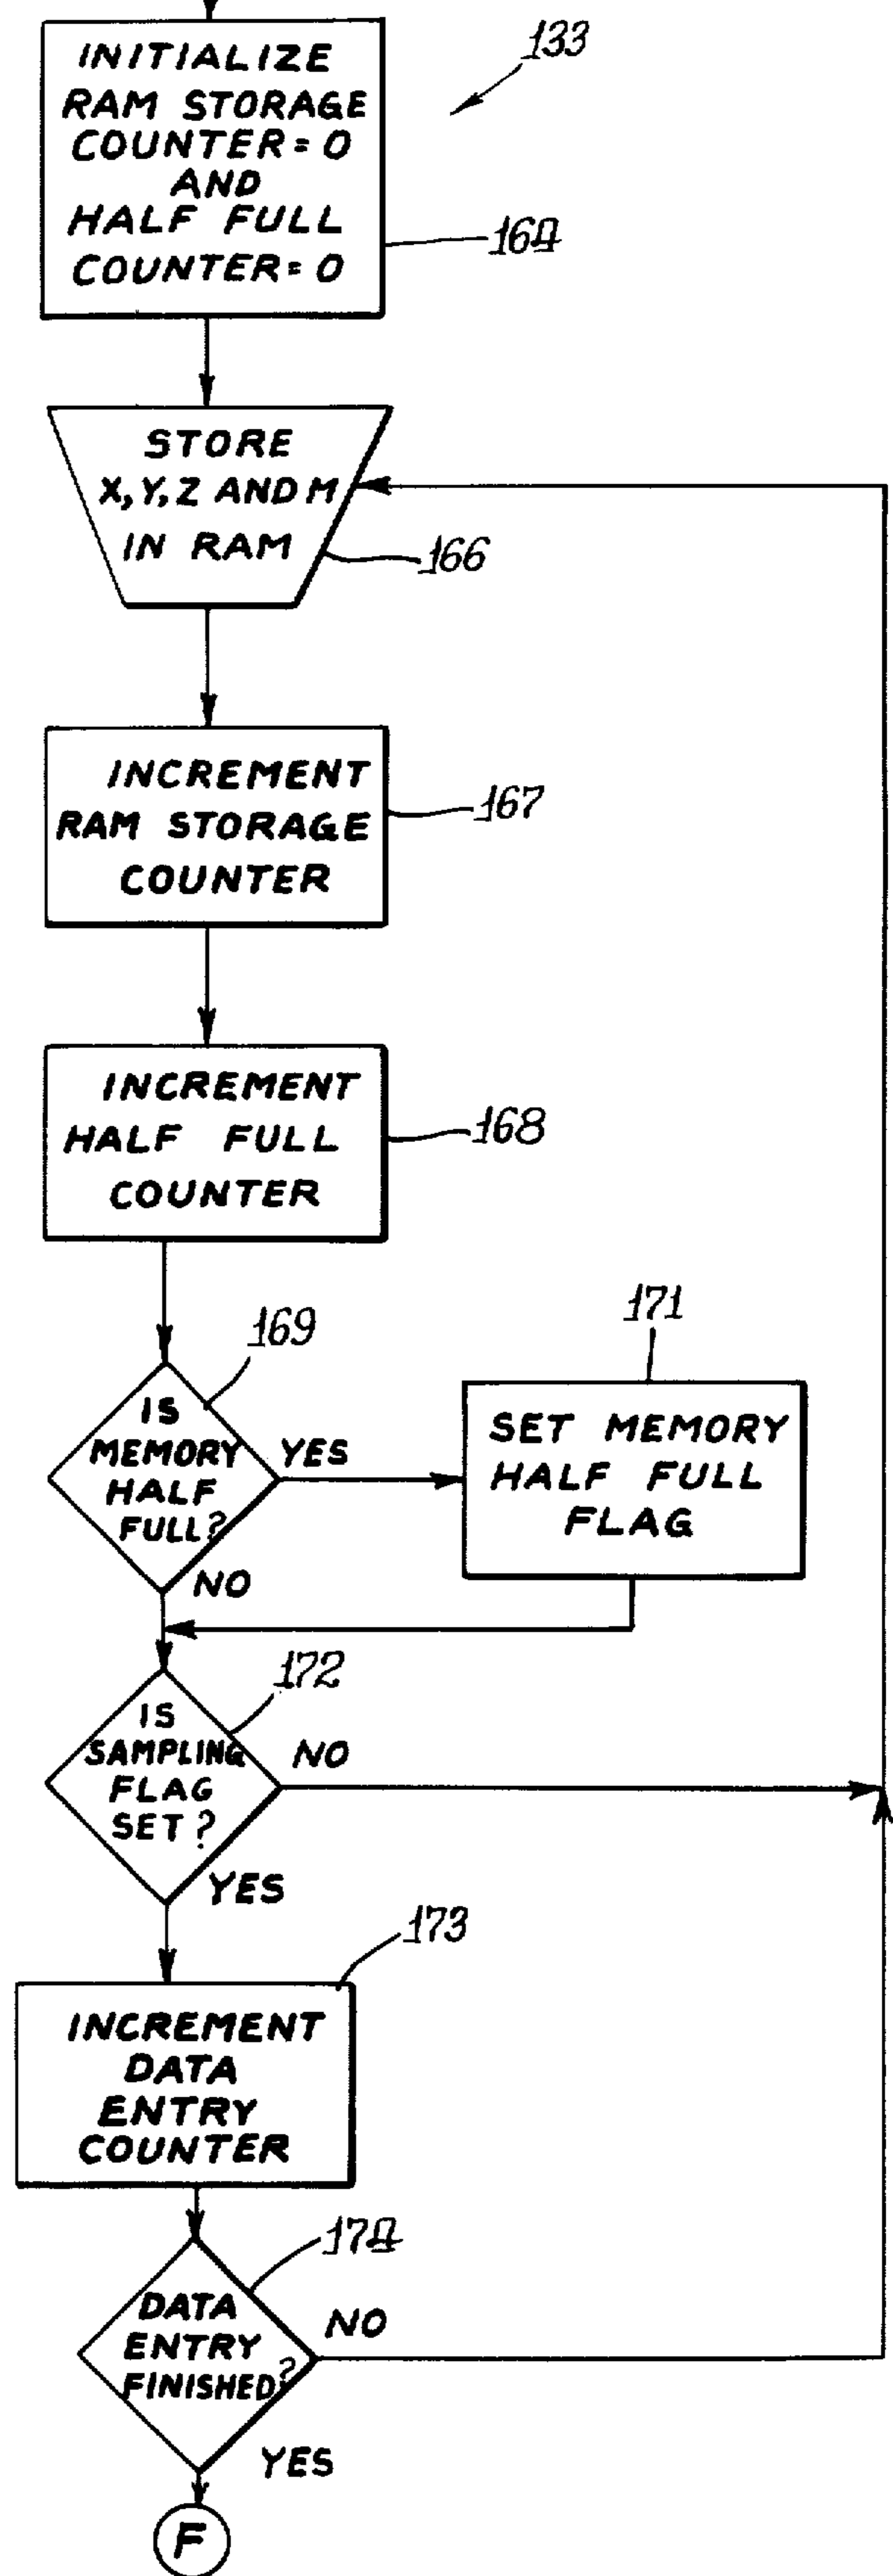 133
INITIALIZE
RAM STORAGE
COUNTER=0
AND
HALF FULL
COUNTER=0
164
STORE
X,Y,Z AND M
IN RAM
166
INCREMENT
RAM STORAGE
COUNTER
167
INCREMENT
HALF FULL
COUNTER
168
169
IS
MEMORY
HALF
FULL?
YES
NO
171
SET MEMORY
HALF FULL
FLAG
172
IS
SAMPLING
FLAG
SET?
NO
YES
173
INCREMENT
DATA
ENTRY
COUNTER
174
DATA
ENTRY
FINISHED?
NO
YES
F